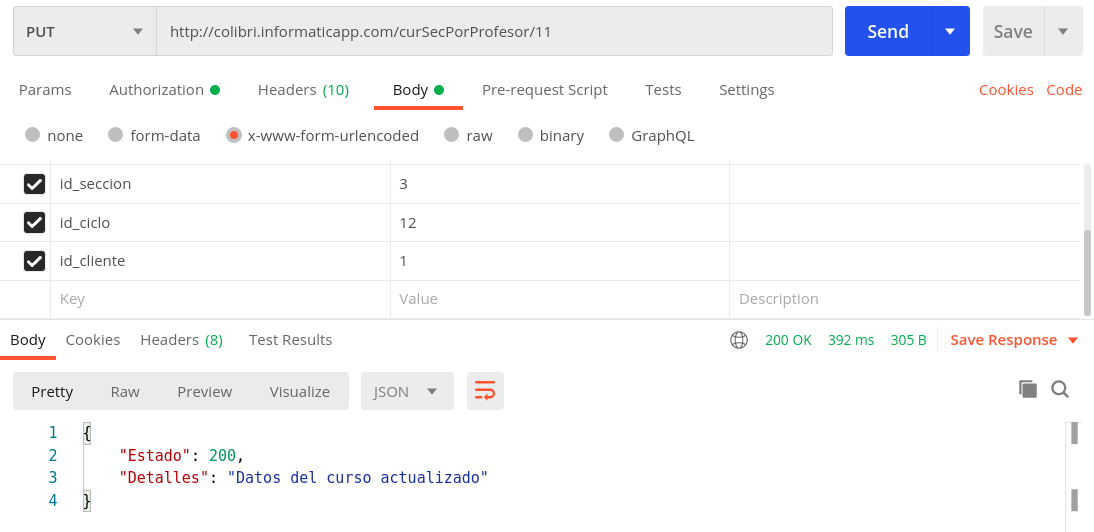 PUT http://colibri.informaticapp.com/curSecPorProfesor/11 Send Save
Params Authorization Headers (10) Body Pre-request Script Tests Settings Cookies Code
none form-data x-www-form-urlencoded raw binary GraphQL
id_seccion 3
id_ciclo 12
id_cliente 1
Key Value Description
Body Cookies Headers (8) Test Results 200 OK 392 ms 305 B Save Response
Pretty Raw Preview Visualize JSON
1 {
2 "Estado": 200,
3 "Detalles": "Datos del curso actualizado"
4 }